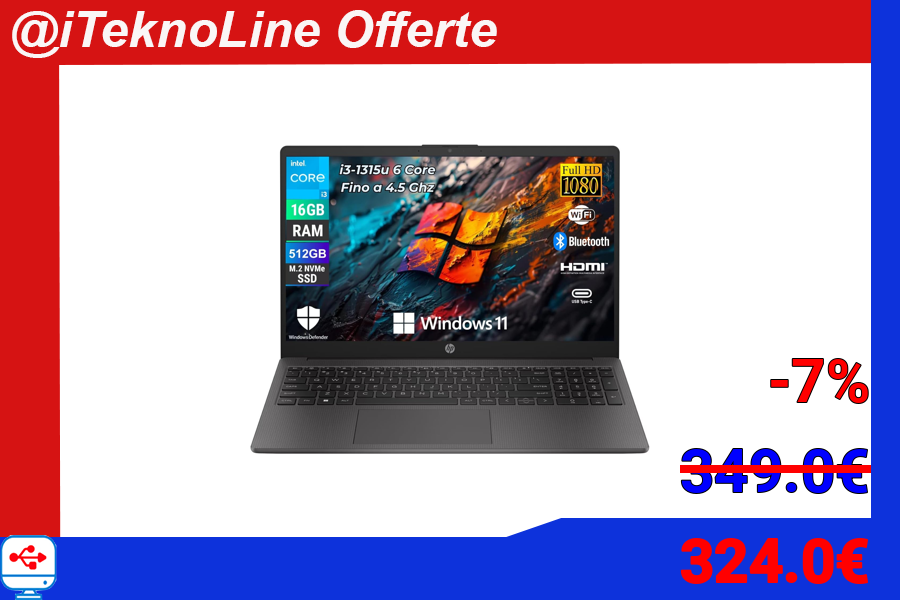 @iTeknoLine Offerte
intel
CORE
i3
i3-1315u 6 Core
Fino a 4.5 Ghz
16GB
RAM
512GB
M.2 NVMe
SSD
Full HD
1080
WiFi
Bluetooth
HDMI
USB Type-C
Windows Defender
Windows 11
hp
-7%
349.0€
324.0€